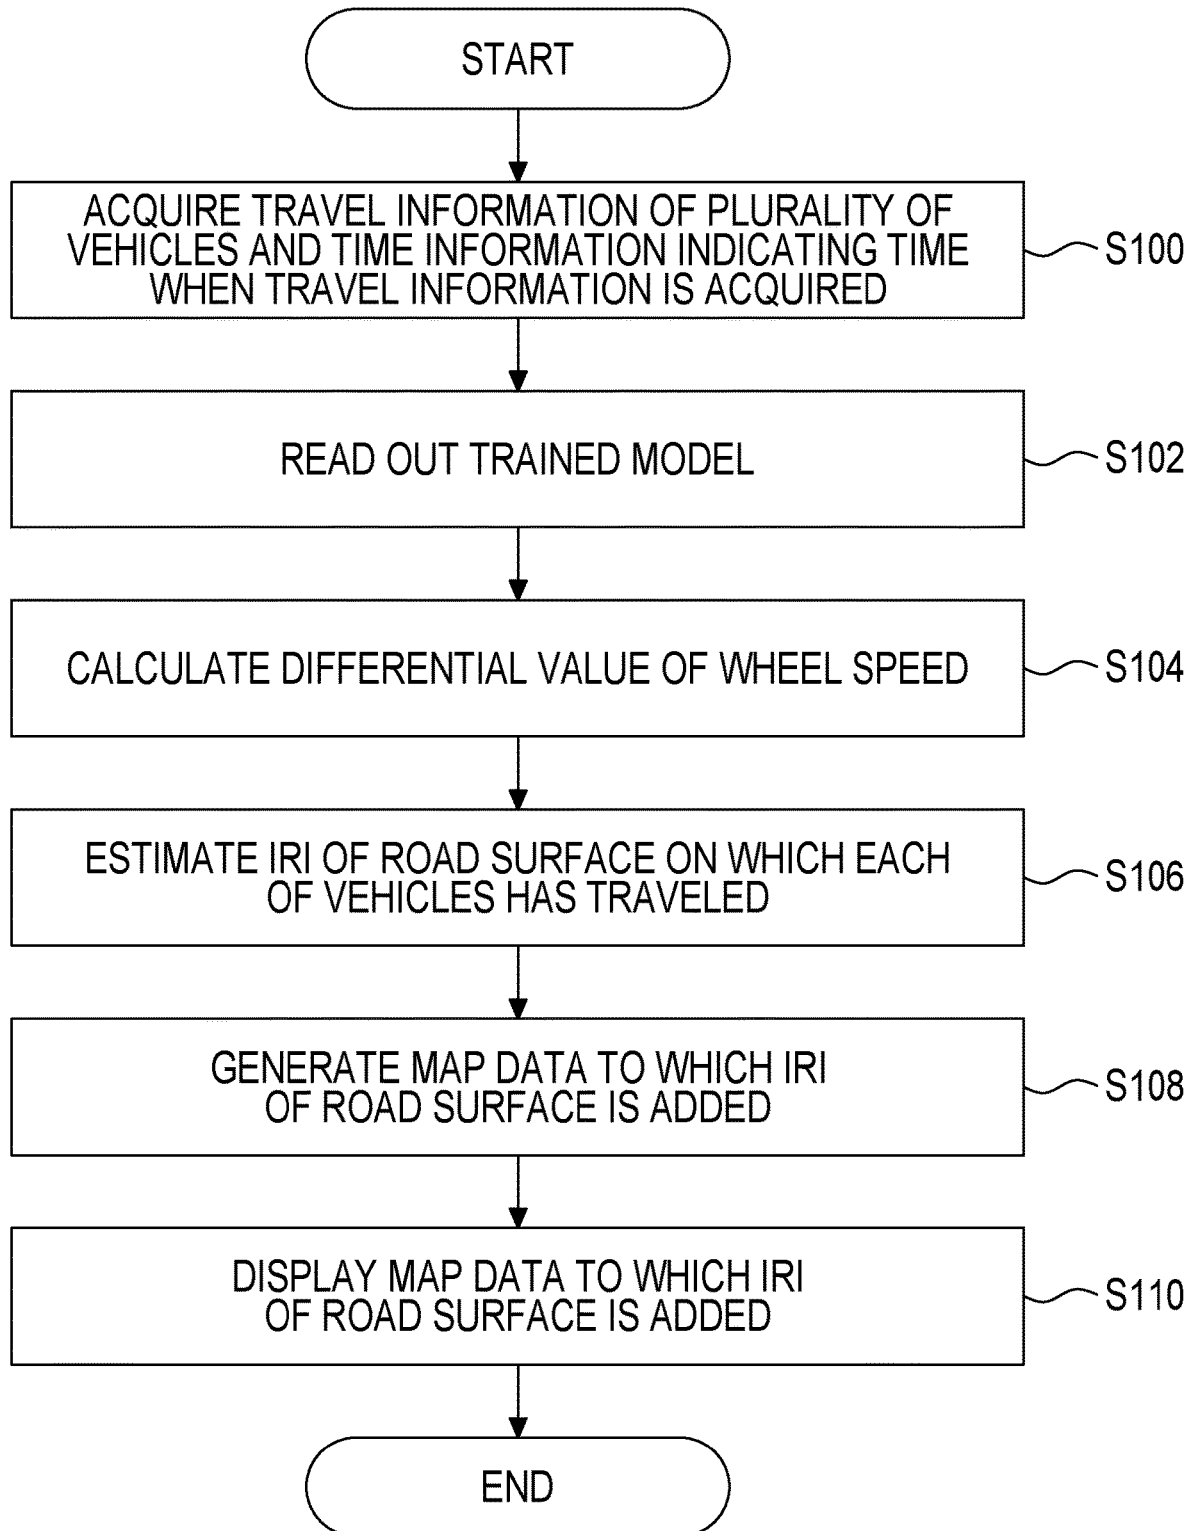 START
ACQUIRE TRAVEL INFORMATION OF PLURALITY OF
VEHICLES AND TIME INFORMATION INDICATING TIME
WHEN TRAVEL INFORMATION IS ACQUIRED
S100
READ OUT TRAINED MODEL
S102
CALCULATE DIFFERENTIAL VALUE OF WHEEL SPEED
S104
ESTIMATE IRI OF ROAD SURFACE ON WHICH EACH
OF VEHICLES HAS TRAVELED
S106
GENERATE MAP DATA TO WHICH IRI
OF ROAD SURFACE IS ADDED
S108
DISPLAY MAP DATA TO WHICH IRI
OF ROAD SURFACE IS ADDED
S110
END